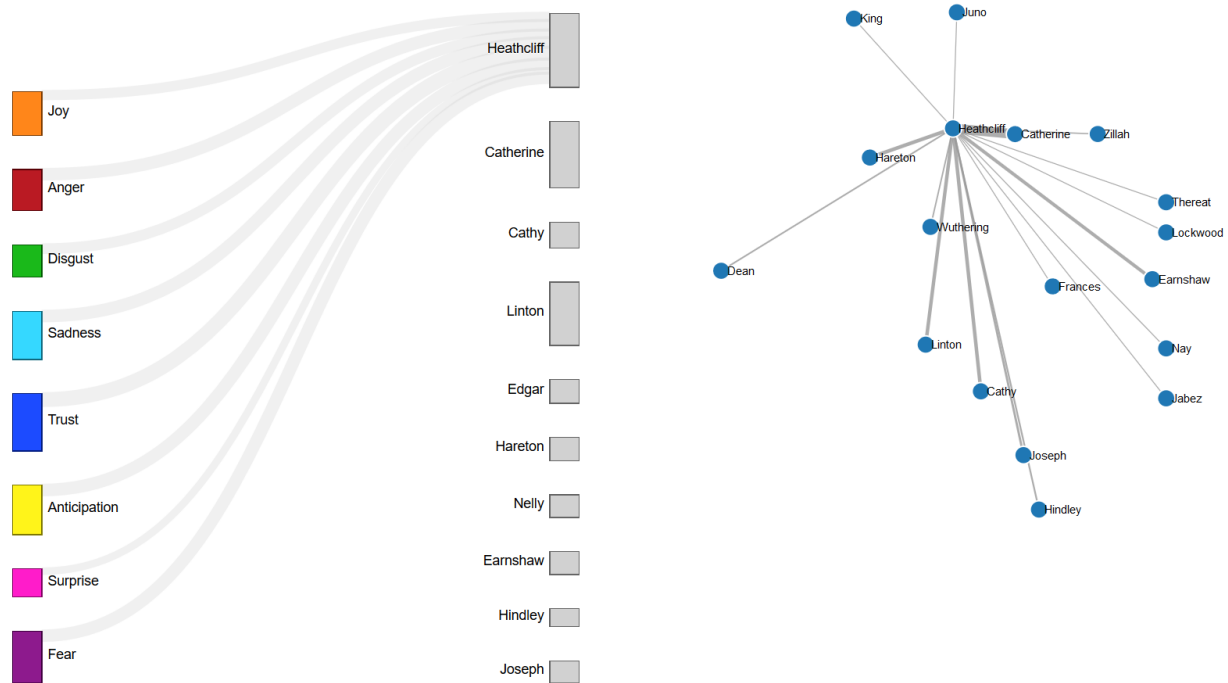 Joy
Anger
Disgust
Sadness
Trust
Anticipation
Surprise
Fear
Heathcliff
Catherine
Cathy
Linton
Edgar
Hareton
Nelly
Earnshaw
Hindley
Joseph
King
Juno
Heathcliff
Catherine
Zillah
Hareton
Thereat
Wuthering
Lockwood
Dean
Earnshaw
Frances
Linton
Nay
Cathy
Jabez
Joseph
Hindley